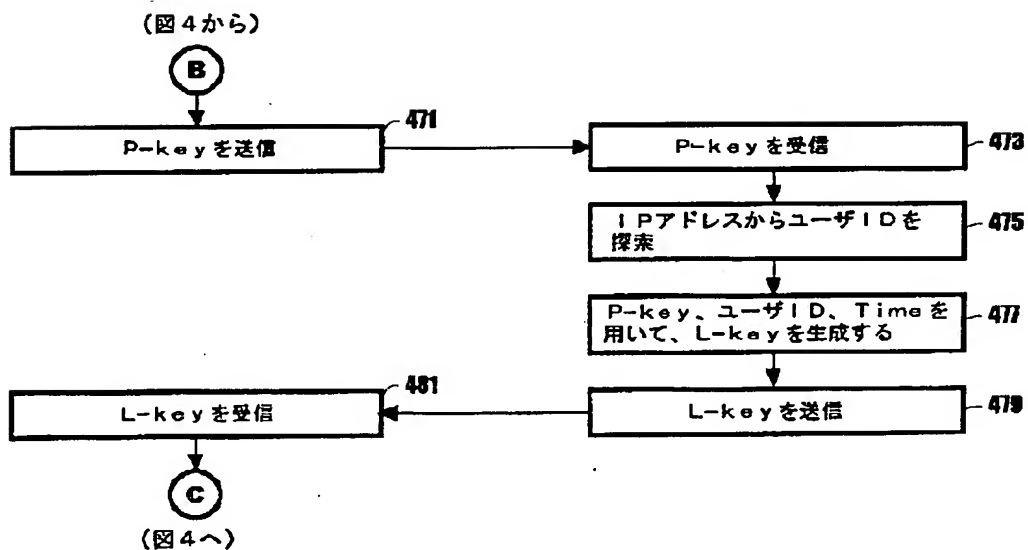 (図4から)
B
471
P-keyを送信
P-keyを受信
473
IPアドレスからユーザIDを
探索
475
P-key、ユーザID、Timeを
用いて、L-keyを生成する
477
481
L-keyを受信
L-keyを送信
479
C
(図4へ)